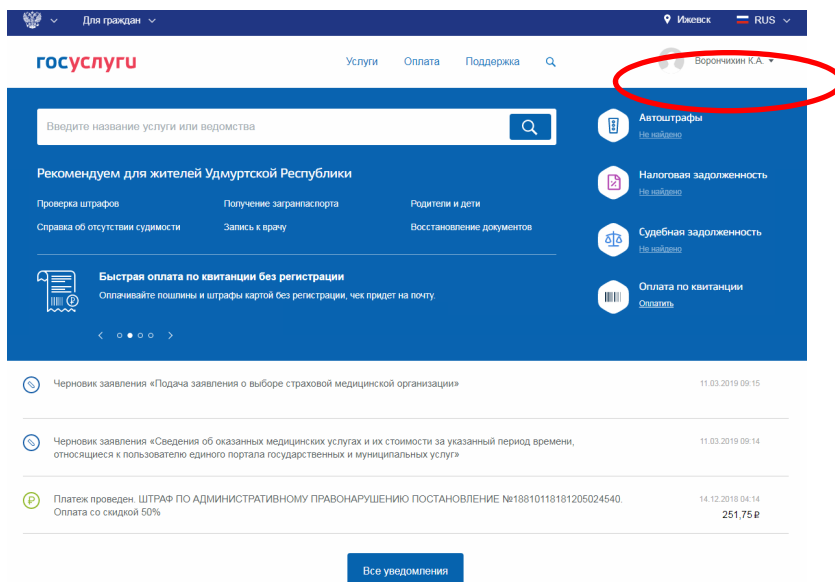 Для граждан
Ижевск
RUS
госуслуги
Услуги Оплата Поддержка
Ворончихин К.А.
Введите название услуги или ведомства
Рекомендуем для жителей Удмуртской Республики
Проверка штрафов Получение загранпаспорта Родители и дети
Справка об отсутствии судимости Запись к врачу Восстановление документов
Быстрая оплата по квитанции без регистрации
Оплачивайте пошлины и штрафы картой без регистрации, чек придет на почту.
Автоштрафы
Не найдено
Налоговая задолженность
Не найдено
Судебная задолженность
Не найдено
Оплата по квитанции
Оплатить
Черновик заявления «Подача заявления о выборе страховой медицинской организации» 11.03.2019 09:15
Черновик заявления «Сведения об оказанных медицинских услугах и их стоимости за указанный период времени, 11.03.2019 09:14
относящиеся к пользователю единого портала государственных и муниципальных услуг»
Платеж проведен. ШТРАФ ПО АДМИНИСТРАТИВНОМУ ПРАВОНАРУШЕНИЮ ПОСТАНОВЛЕНИЕ №18810118181205024540. 14.12.2018 04:14
Оплата со скидкой 50% 251,75 ₽
Все уведомления